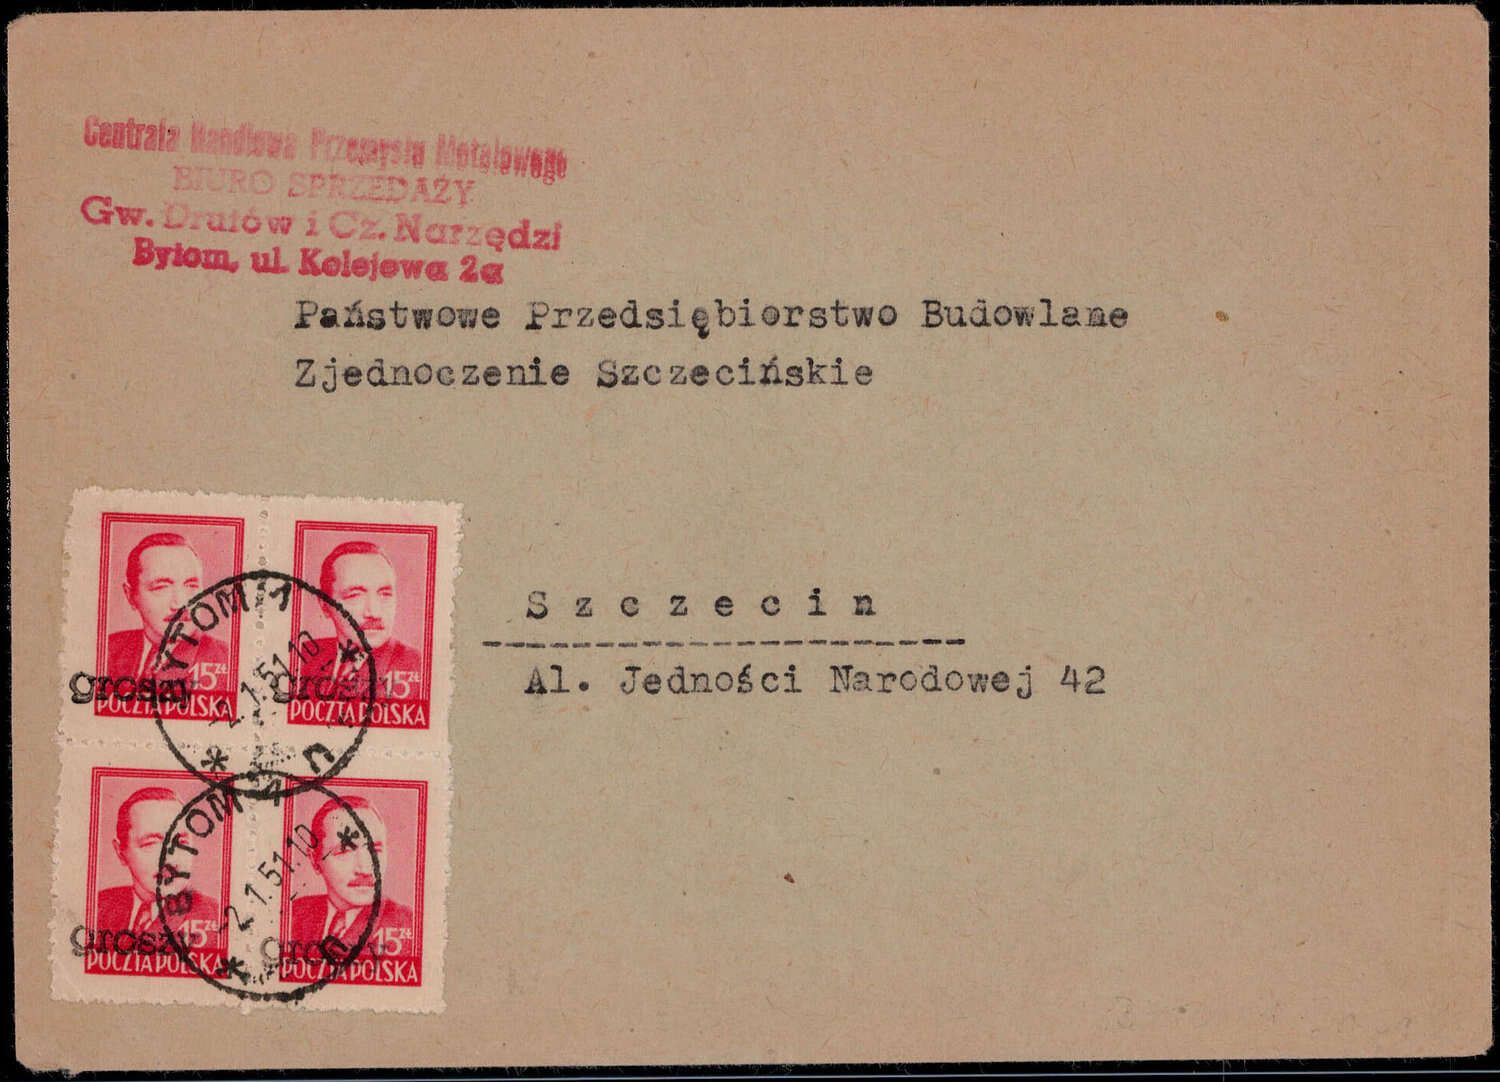 Centrala Handlowa Przemysłu Metalowego
BIURO SPRZEDAŻY
Gw. Drutów i Cz. Narzędzi
Bytom, ul. Kolejowa 2a
Państwowe Przedsiębiorstwo Budowlane
Zjednoczenie Szczecińskie
Szczecin
Al. Jedności Narodowej 42
15 zł
groszy
POCZTA POLSKA
15 zł
groszy
POCZTA POLSKA
BYTOM 1
-2.1.51.10
* n *
15 zł
groszy
POCZTA POLSKA
15 zł
groszy
POCZTA POLSKA
BYTOM 1
-2.1.51.10
* n *